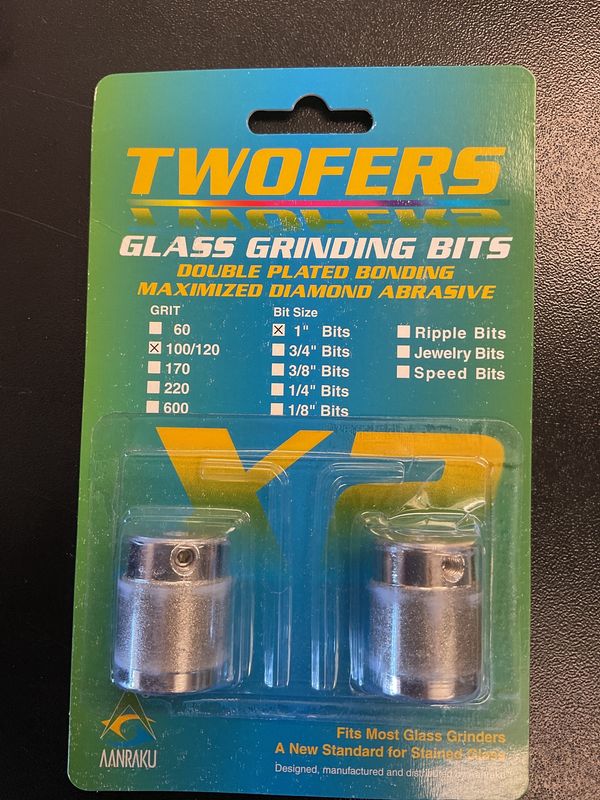 TWOFERS
GLASS GRINDING BITS
DOUBLE PLATED BONDING
MAXIMIZED DIAMOND ABRASIVE
GRIT
60
100/120
170
220
600
Bit Size
1" Bits
3/4" Bits
3/8" Bits
1/4" Bits
1/8" Bits
Ripple Bits
Jewelry Bits
Speed Bits
X2
AANRAKU
Fits Most Glass Grinders
A New Standard for Stained Glass
Designed, manufactured and distributed by Aanraku